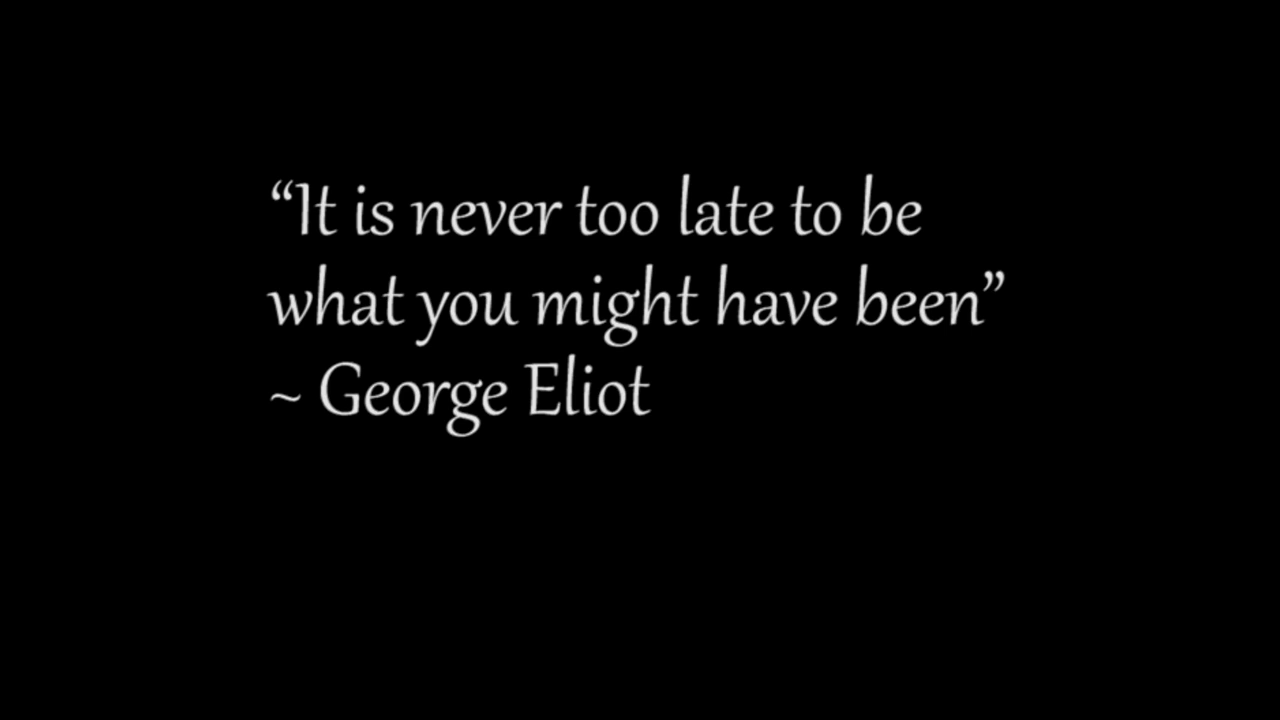 “It is never too late to be
what you might have been”
~ George Eliot